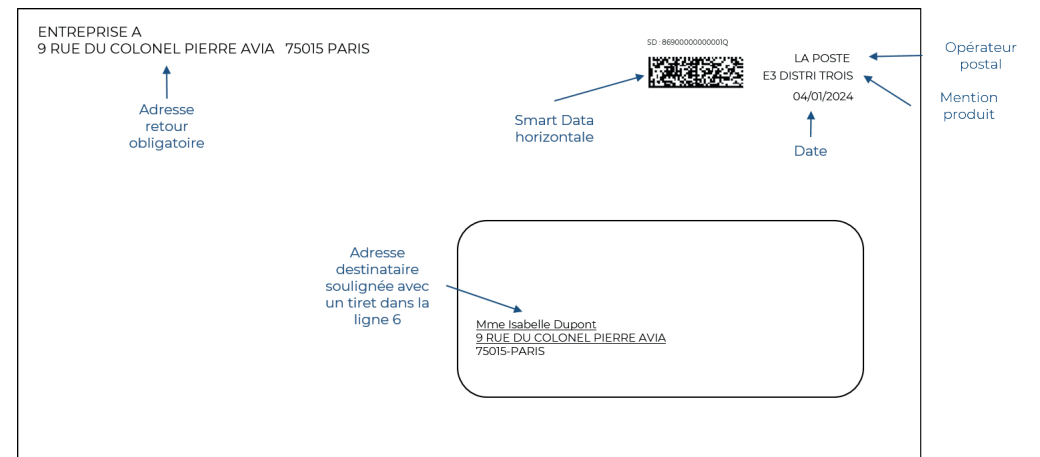 ENTREPRISE A
9 RUE DU COLONEL PIERRE AVIA 75015 PARIS
Adresse
retour
obligatoire
SD : 86900000000001Q
Smart Data
horizontale
LA POSTE
E3 DISTRI TROIS
04/01/2024
Date
Opérateur
postal
Mention
produit
Adresse
destinataire
soulignée avec
un tiret dans la
ligne 6
Mme Isabelle Dupont
9 RUE DU COLONEL PIERRE AVIA
75015-PARIS